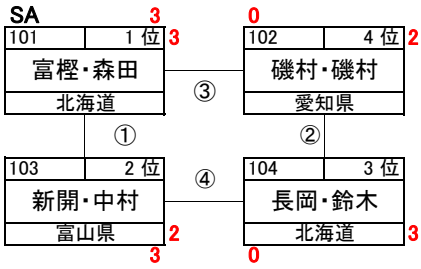 SA 3 0
101 1 位 3 102 4 位 2
富樫・森田 磯村・磯村
③
北海道 愛知県
① ②
103 2 位 104 3 位
④
新開・中村 長岡・鈴木
富山県 2 北海道 3
3 0